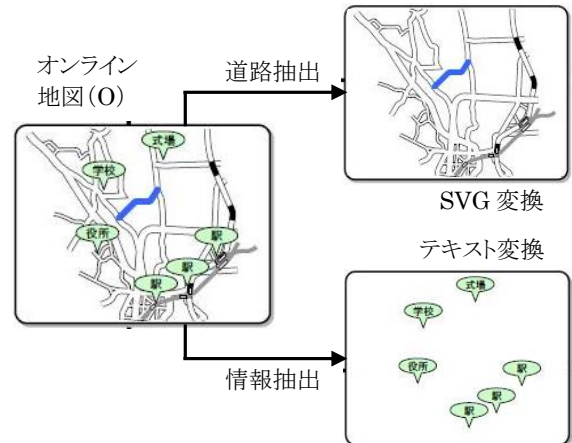 オンライン
地図(O)
道路抽出
式場
学校
役所
駅
駅
駅
SVG 変換
テキスト変換
式場
学校
役所
駅
駅
駅
情報抽出